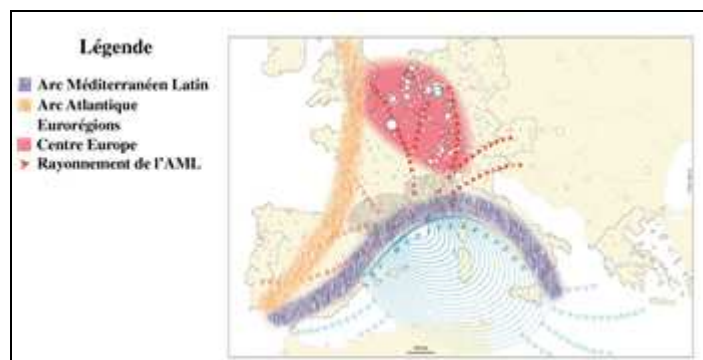 Légende
Arc Méditerranéen Latin
Arc Atlantique
Eurorégions
Centre Europe
Rayonnement de l'AML